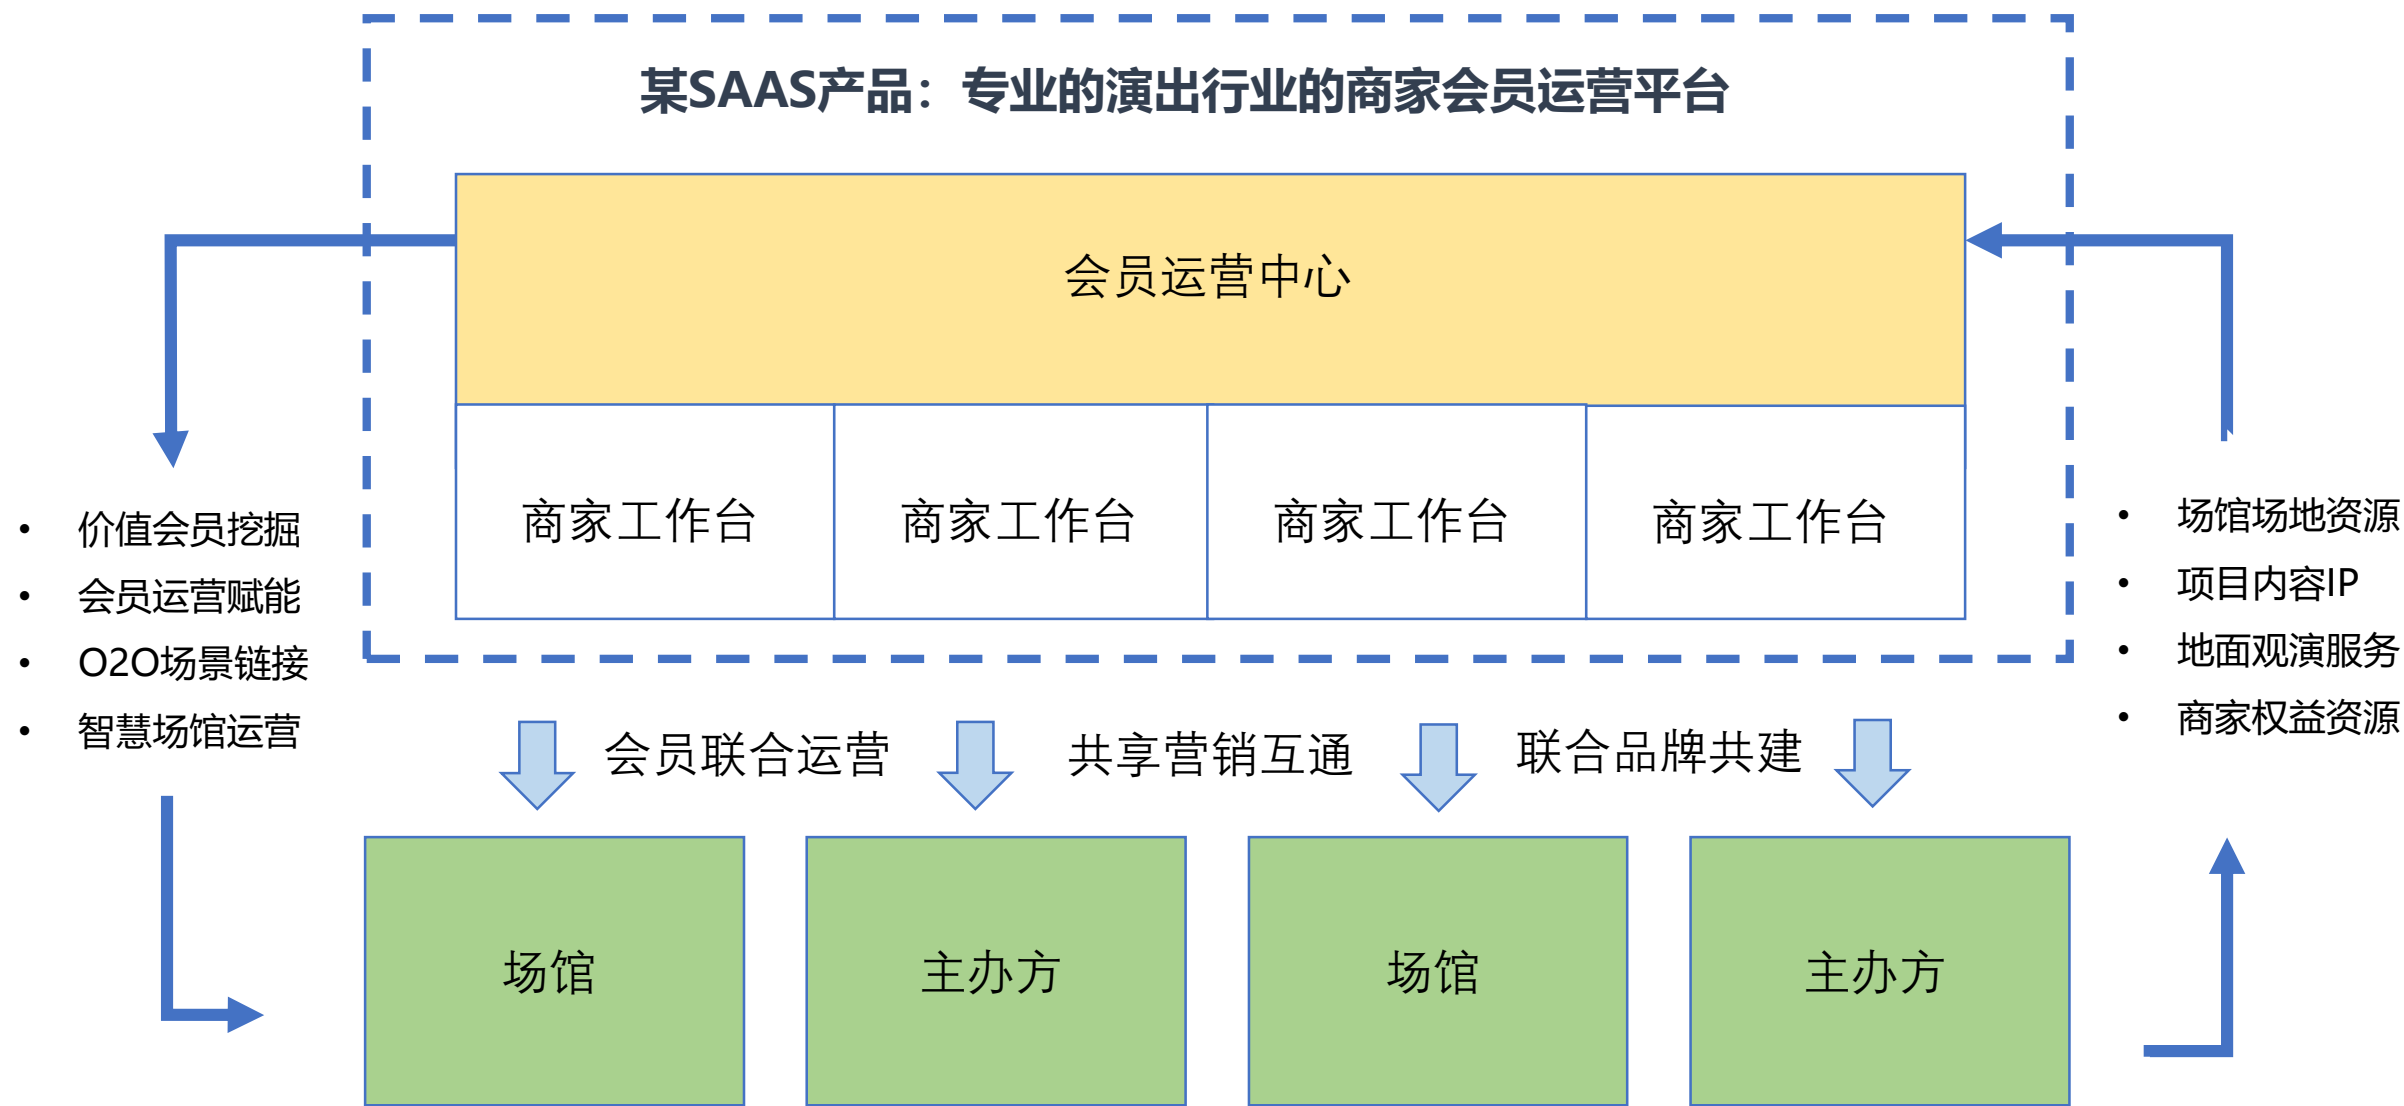 某SAAS产品：专业的演出行业的商家会员运营平台
会员运营中心
商家工作台
商家工作台
商家工作台
商家工作台
• 价值会员挖掘
• 会员运营赋能
• O2O场景链接
• 智慧场馆运营
• 场馆场地资源
• 项目内容IP
• 地面观演服务
• 商家权益资源
会员联合运营
共享营销互通
联合品牌共建
场馆
主办方
场馆
主办方